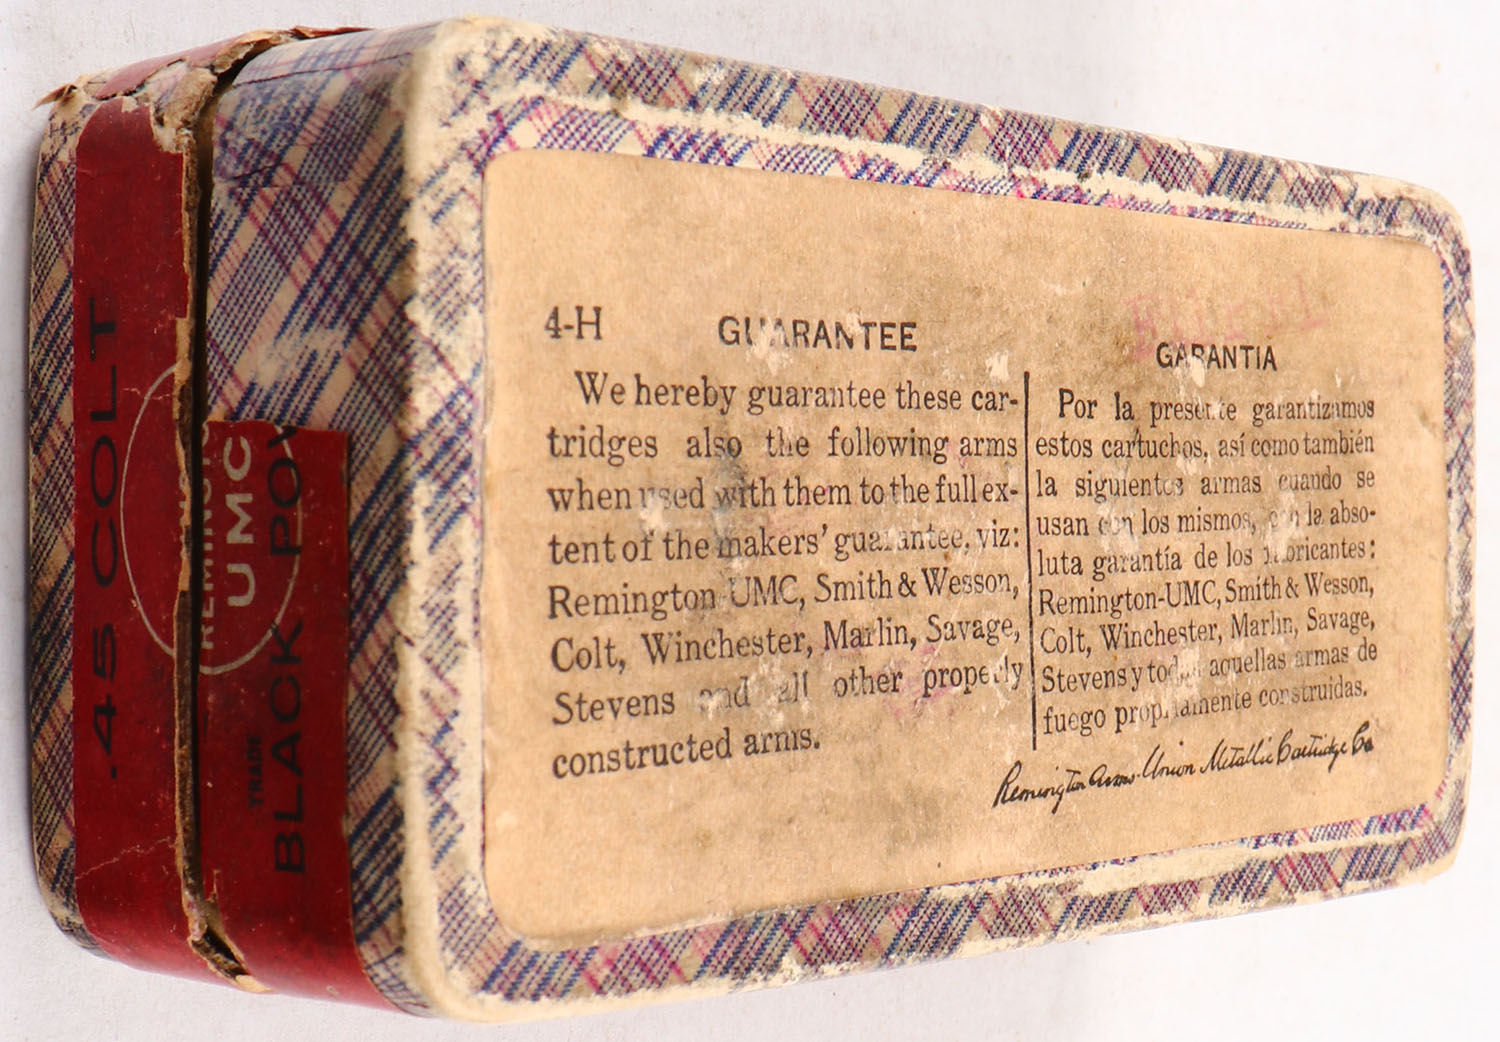 4-H
GUARANTEE
We hereby guarantee these car-
tridges also the following arms
when used with them to the full ex-
tent of the makers' guarantee, viz:
Remington-UMC, Smith & Wesson,
Colt, Winchester, Marlin, Savage,
Stevens and all other properly
constructed arms.
GARANTIA
Por la presente garantizamos
estos cartuchos, así como también
la siguientes armas cuando se
usan con los mismos, con la abso-
luta garantía de los fabricantes:
Remington-UMC, Smith & Wesson,
Colt, Winchester, Marlin, Savage,
Stevens y todas aquellas armas de
fuego propriamente construidas.
Remington Arms-Union Metallic Cartridge Co
.45 COLT
REMINGTON
UMC
TRADE
BLACK POW